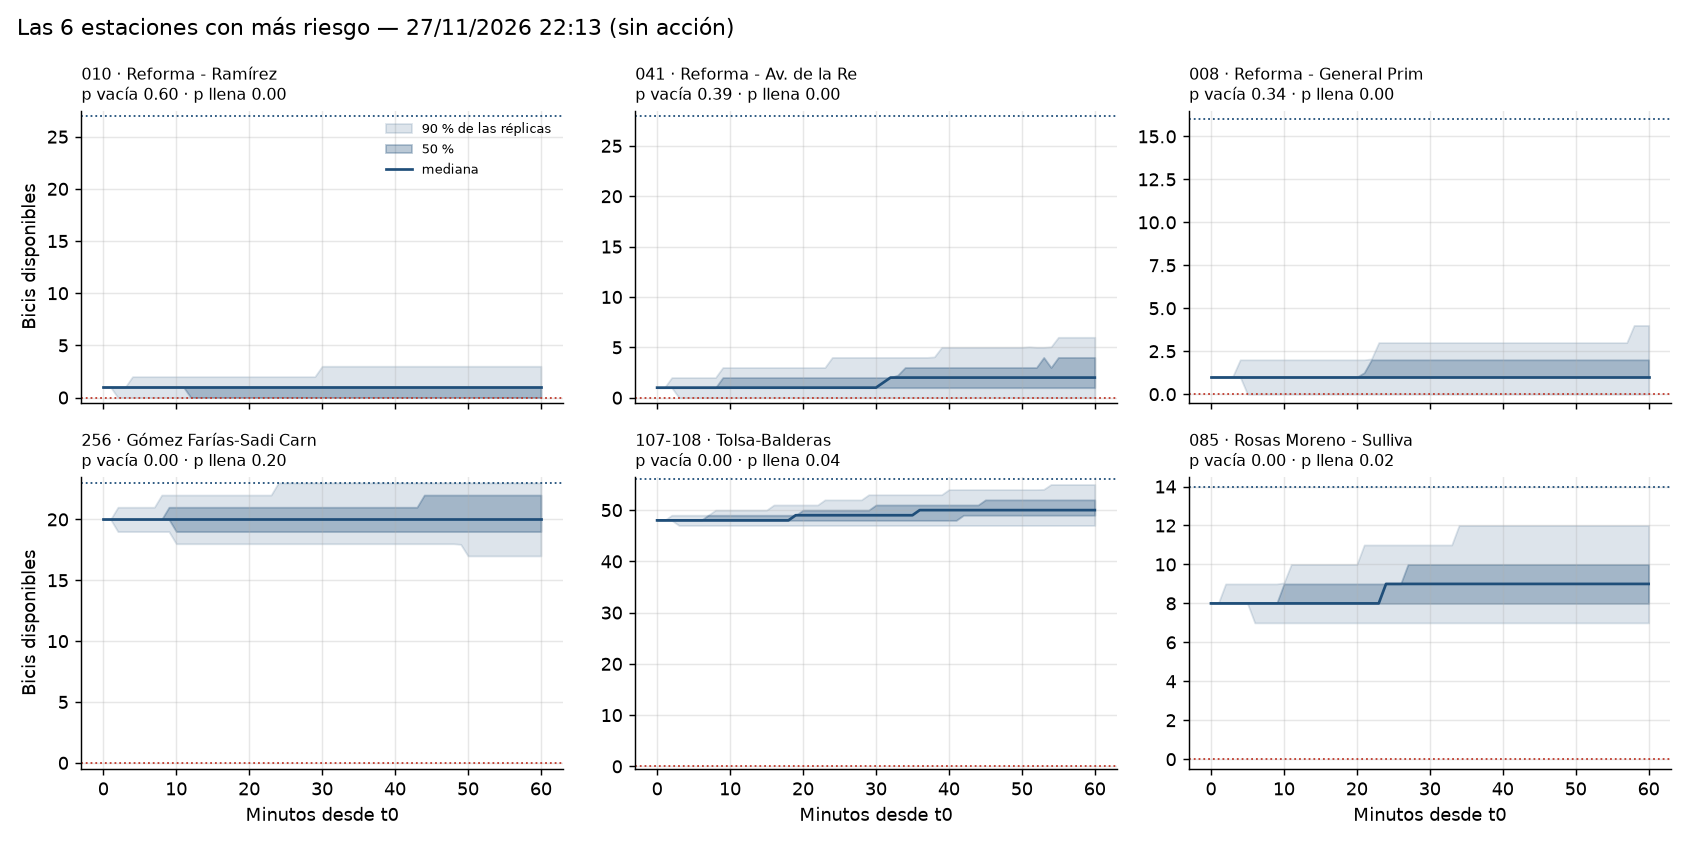 Las 6 estaciones con más riesgo — 27/11/2026 22:13 (sin acción)
010 · Reforma - Ramírez
p vacía 0.60 · p llena 0.00
90 % de las réplicas
50 %
mediana
25
20
15
10
5
0
Bicis disponibles
041 · Reforma - Av. de la Re
p vacía 0.39 · p llena 0.00
25
20
15
10
5
0
008 · Reforma - General Prim
p vacía 0.34 · p llena 0.00
15.0
12.5
10.0
7.5
5.0
2.5
0.0
256 · Gómez Farías-Sadi Carn
p vacía 0.00 · p llena 0.20
20
15
10
5
0
Bicis disponibles
0 10 20 30 40 50 60
Minutos desde t0
107-108 · Tolsa-Balderas
p vacía 0.00 · p llena 0.04
50
40
30
20
10
0
0 10 20 30 40 50 60
Minutos desde t0
085 · Rosas Moreno - Sulliva
p vacía 0.00 · p llena 0.02
14
12
10
8
6
4
2
0
0 10 20 30 40 50 60
Minutos desde t0